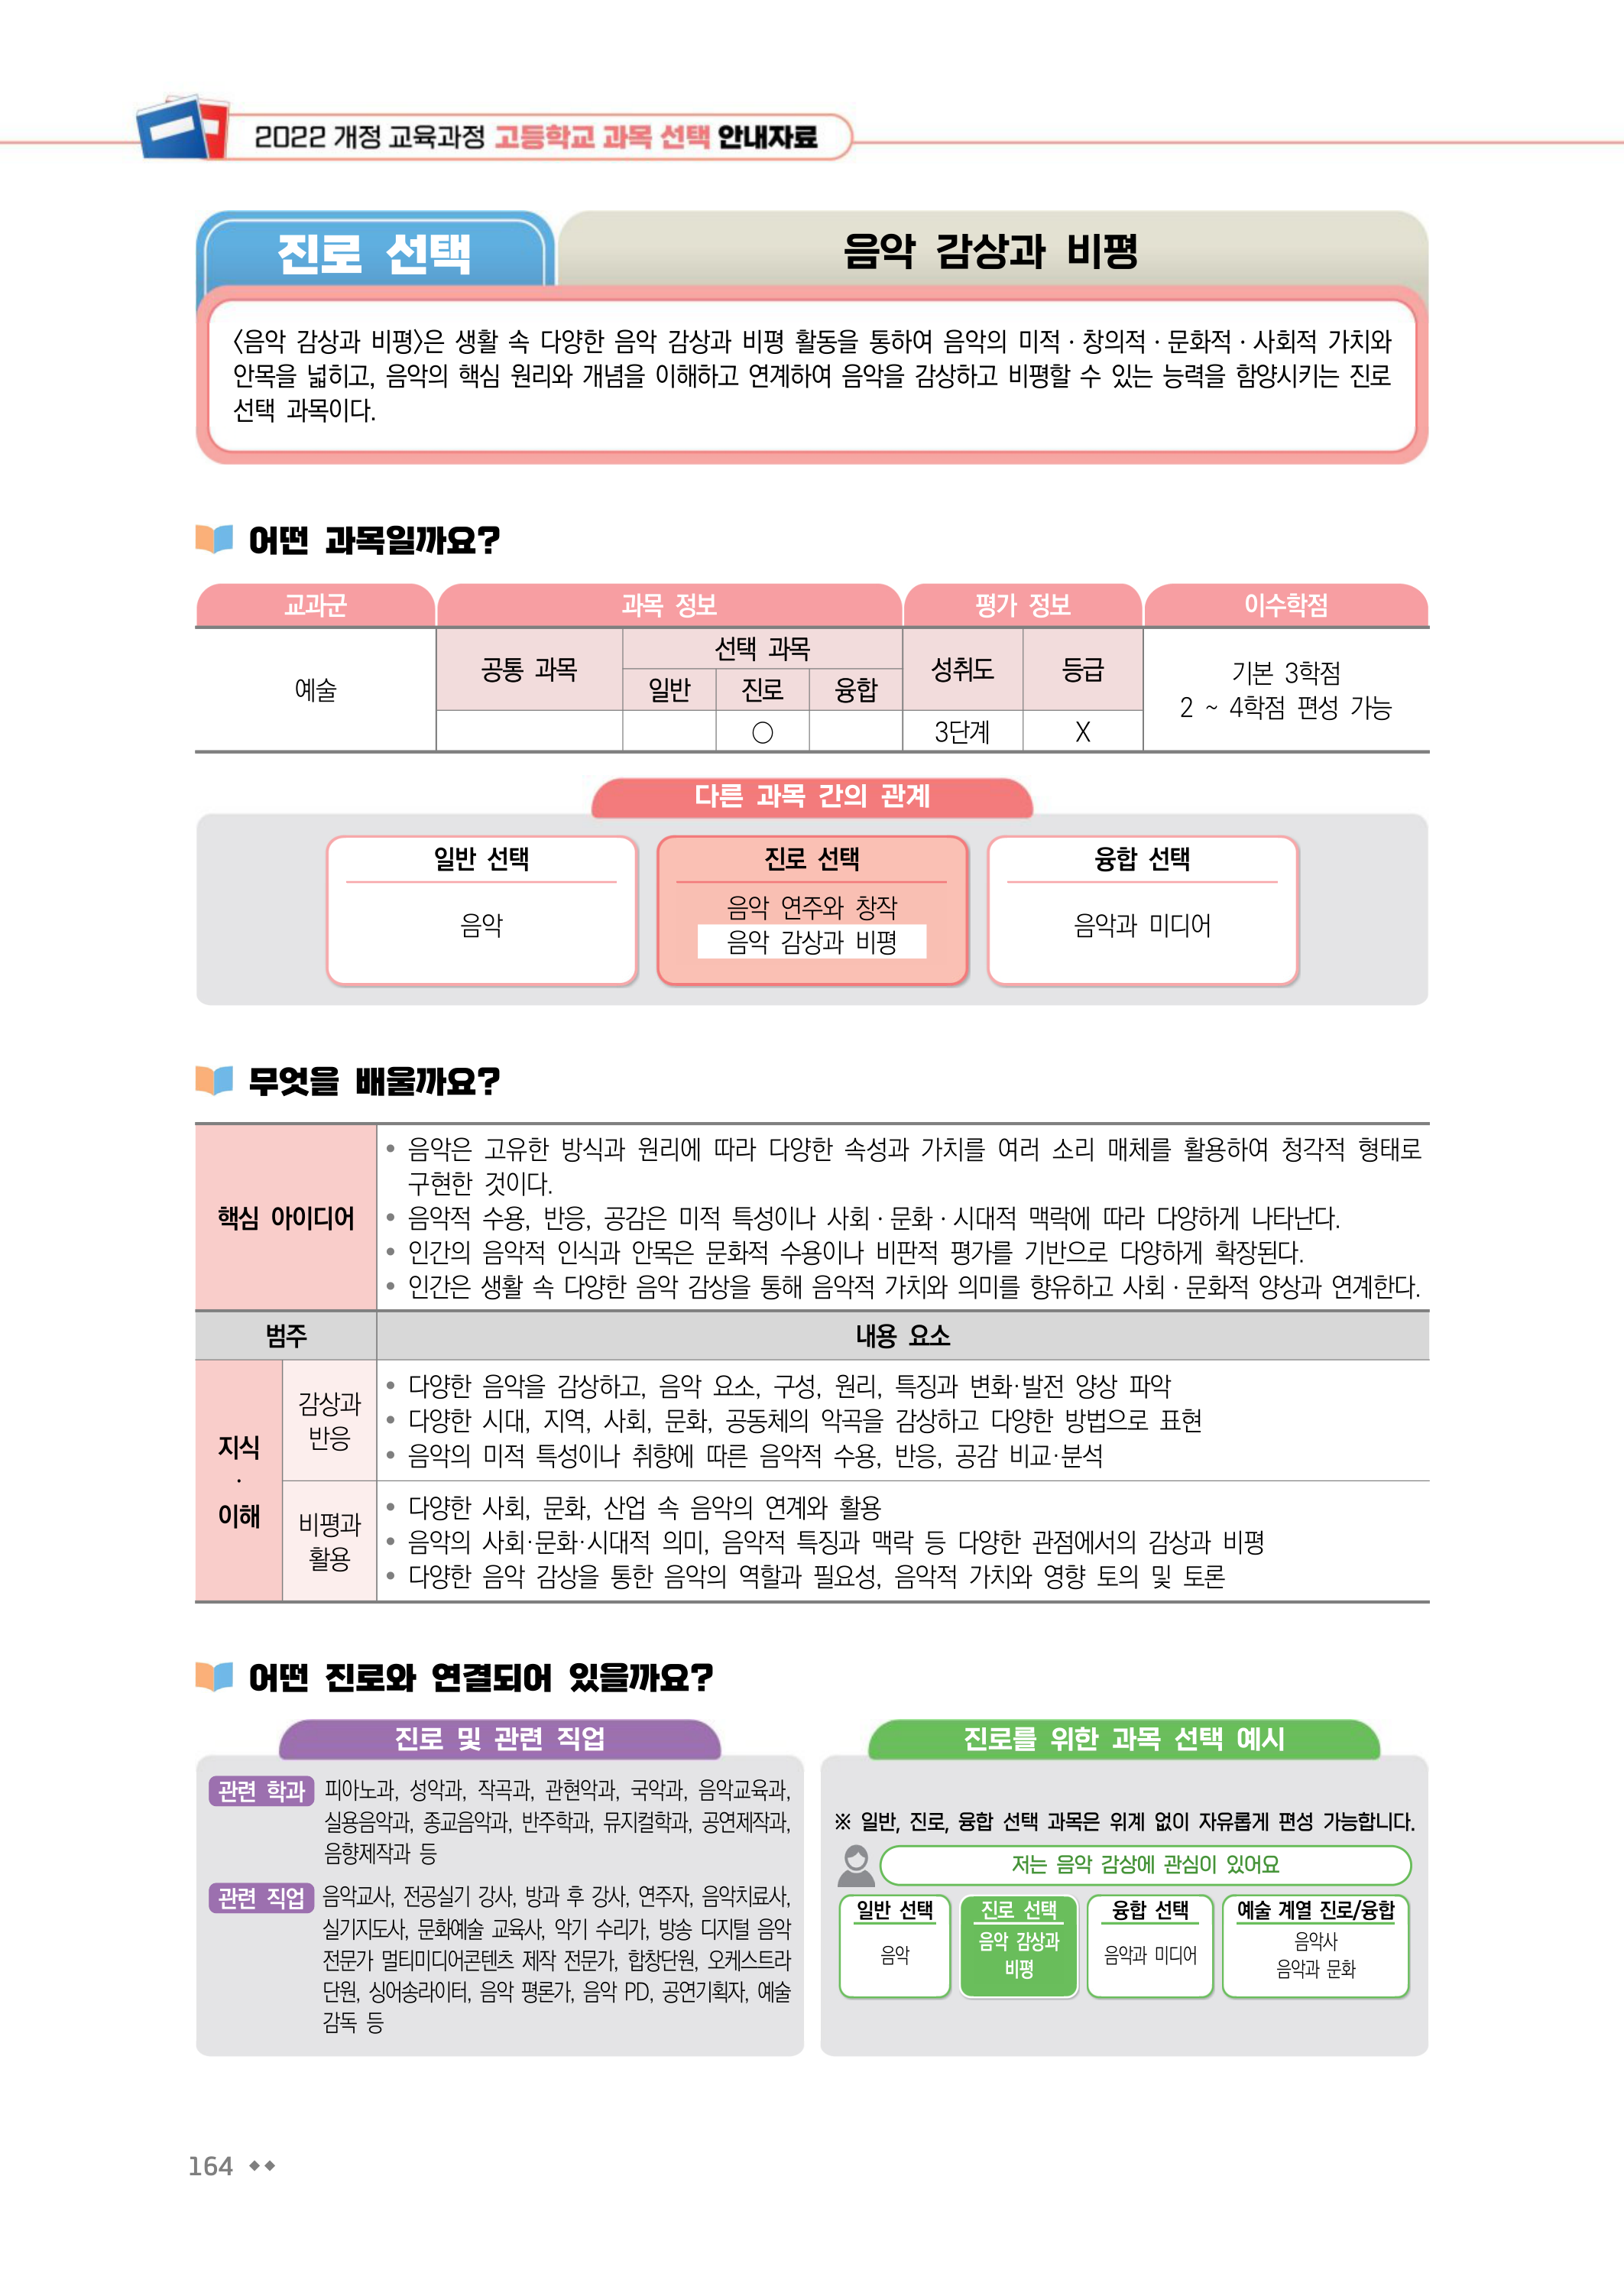 2022 개정 교육과정 고등학교 과목 선택 안내자료
진로 선택
음악 감상과 비평
〈음악 감상과 비평〉은 생활 속 다양한 음악 감상과 비평 활동을 통하여 음악의 미적 · 창의적 · 문화적 · 사회적 가치와
안목을 넓히고, 음악의 핵심 원리와 개념을 이해하고 연계하여 음악을 감상하고 비평할 수 있는 능력을 함양시키는 진로
선택 과목이다.
어떤 과목일까요?
교과군 과목 정보 평가 정보 이수학점
예술
공통 과목
선택 과목
일반 진로 융합
성취도 등급
○ 3단계 X
기본 3학점
2 ~ 4학점 편성 가능
다른 과목 간의 관계
일반 선택
음악
진로 선택
음악 연주와 창작
음악 감상과 비평
융합 선택
음악과 미디어
무엇을 배울까요?
핵심 아이디어
• 음악은 고유한 방식과 원리에 따라 다양한 속성과 가치를 여러 소리 매체를 활용하여 청각적 형태로
구현한 것이다.
• 음악적 수용, 반응, 공감은 미적 특성이나 사회 · 문화 · 시대적 맥락에 따라 다양하게 나타난다.
• 인간의 음악적 인식과 안목은 문화적 수용이나 비판적 평가를 기반으로 다양하게 확장된다.
• 인간은 생활 속 다양한 음악 감상을 통해 음악적 가치와 의미를 향유하고 사회 · 문화적 양상과 연계한다.
범주 내용 요소
지식
·
이해
감상과
반응
• 다양한 음악을 감상하고, 음악 요소, 구성, 원리, 특징과 변화·발전 양상 파악
• 다양한 시대, 지역, 사회, 문화, 공동체의 악곡을 감상하고 다양한 방법으로 표현
• 음악의 미적 특성이나 취향에 따른 음악적 수용, 반응, 공감 비교·분석
비평과
활용
• 다양한 사회, 문화, 산업 속 음악의 연계와 활용
• 음악의 사회·문화·시대적 의미, 음악적 특징과 맥락 등 다양한 관점에서의 감상과 비평
• 다양한 음악 감상을 통한 음악의 역할과 필요성, 음악적 가치와 영향 토의 및 토론
어떤 진로와 연결되어 있을까요?
진로 및 관련 직업
관련 학과 피아노과, 성악과, 작곡과, 관현악과, 국악과, 음악교육과,
실용음악과, 종교음악과, 반주학과, 뮤지컬학과, 공연제작과,
음향제작과 등
관련 직업 음악교사, 전공실기 강사, 방과 후 강사, 연주자, 음악치료사,
실기지도사, 문화예술 교육사, 악기 수리가, 방송 디지털 음악
전문가 멀티미디어콘텐츠 제작 전문가, 합창단원, 오케스트라
단원, 싱어송라이터, 음악 평론가, 음악 PD, 공연기획자, 예술
감독 등
진로를 위한 과목 선택 예시
※ 일반, 진로, 융합 선택 과목은 위계 없이 자유롭게 편성 가능합니다.
저는 음악 감상에 관심이 있어요
일반 선택
음악
진로 선택
음악 감상과
비평
융합 선택
음악과 미디어
예술 계열 진로/융합
음악사
음악과 문화
164 ◆◆